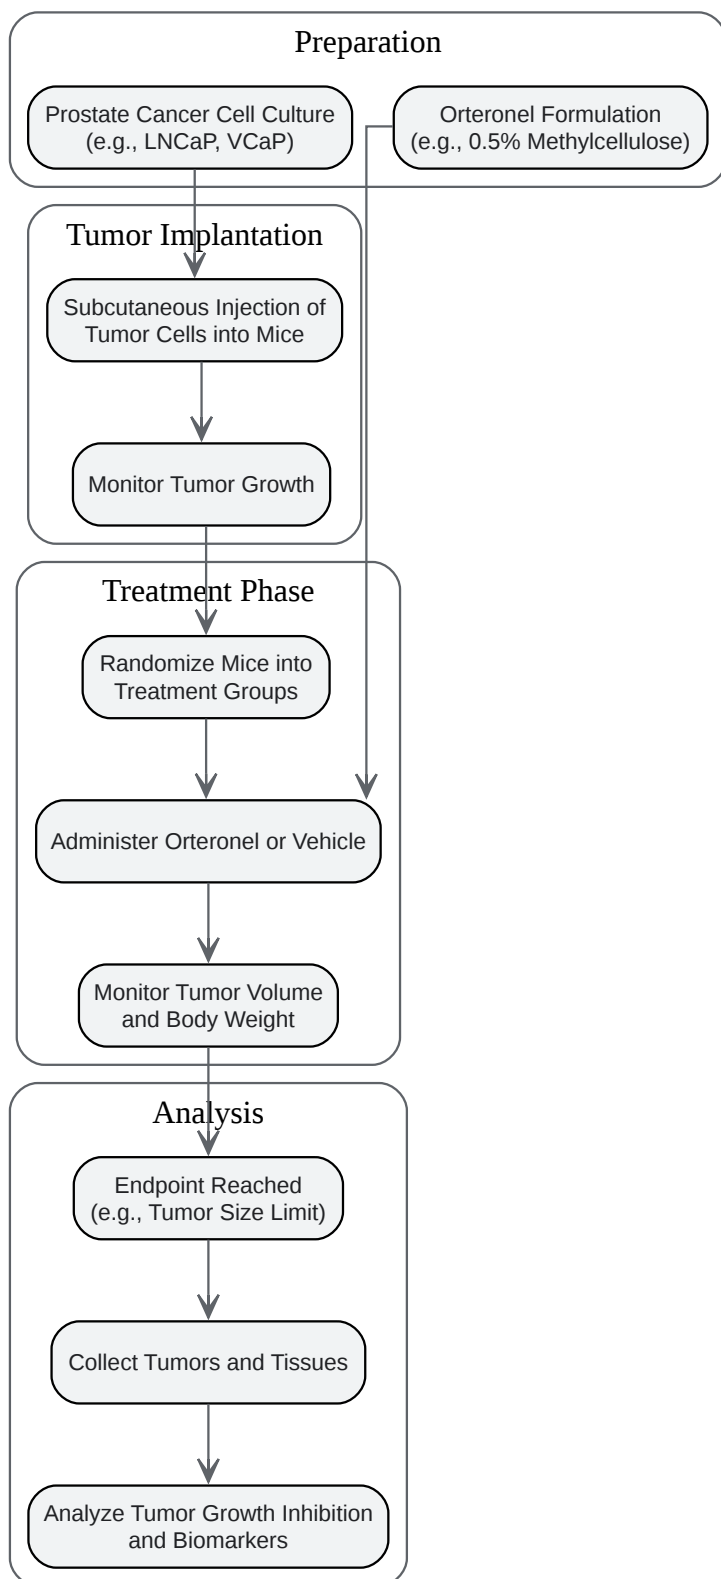 Preparation
Prostate Cancer Cell Culture
(e.g., LNCaP, VCaP)
Orteronel Formulation
(e.g., 0.5% Methylcellulose)
Tumor Implantation
Subcutaneous Injection of
Tumor Cells into Mice
Monitor Tumor Growth
Treatment Phase
Randomize Mice into
Treatment Groups
Administer Orteronel or Vehicle
Monitor Tumor Volume
and Body Weight
Analysis
Endpoint Reached
(e.g., Tumor Size Limit)
Collect Tumors and Tissues
Analyze Tumor Growth Inhibition
and Biomarkers